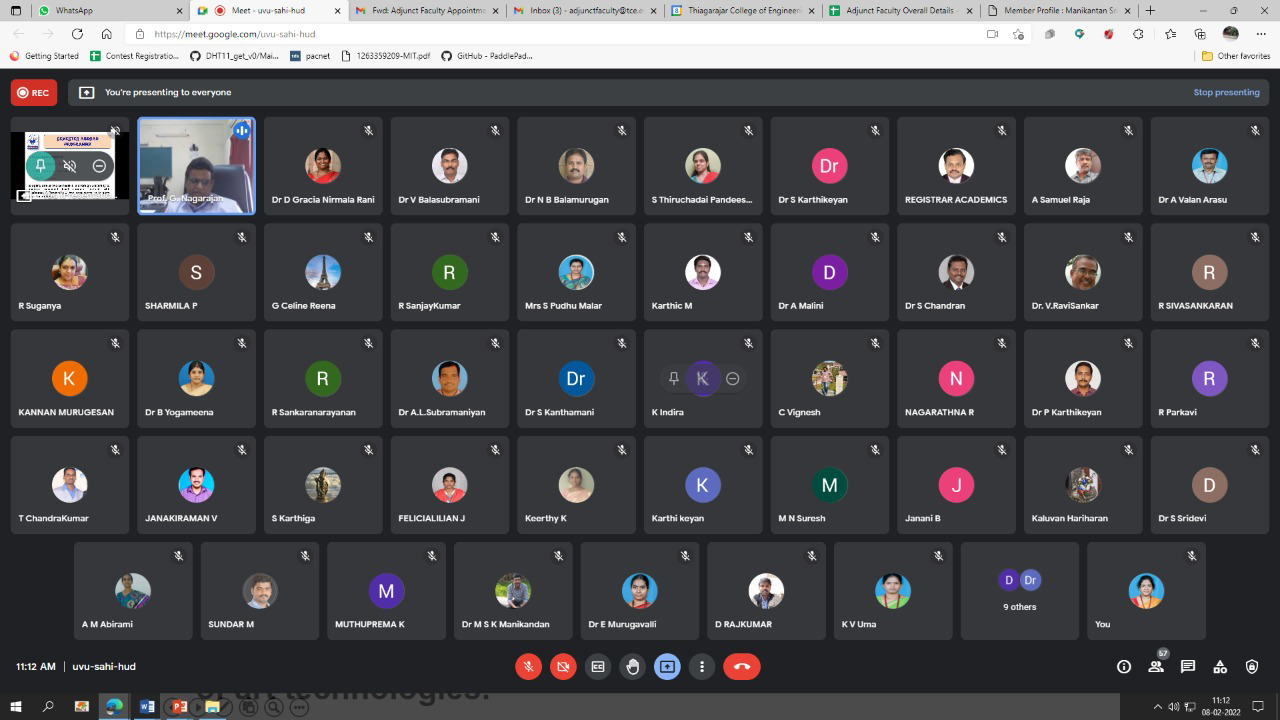 WhatsApp
Meet - uvu-sahi-hud
Fwd: Adjunct Faculty Appointme
Inbox (3) - adjunctfaculty@tce.e
Thiagarajar College of Engineeri
Adjunct Faculty Overall Details -
Member Profile : Manikantan Sr
https://meet.google.com/uvu-sahi-hud
Getting Started
Contest Registratio...
DHT11_get_v0/Mai...
pacnet
1263359209-MIT.pdf
GitHub - PaddlePad...
Other favorites
REC
You're presenting to everyone
Stop presenting
SEMESTER ABROAD
PROGRAMME
Prof. G. Nagarajan
Dr D Gracia Nirmala Rani
Dr V Balasubramani
Dr N B Balamurugan
S Thiruchadai Pandees...
Dr
Dr S Karthikeyan
REGISTRAR ACADEMICS
A Samuel Raja
Dr A Valan Arasu
R Suganya
S
SHARMILA P
G Celine Reena
R
R SanjayKumar
Mrs S Pudhu Malar
Karthic M
D
Dr A Malini
Dr S Chandran
Dr. V.RaviSankar
R
R SIVASANKARAN
K
KANNAN MURUGESAN
Dr B Yogameena
R
R Sankaranarayanan
Dr A.L.Subramaniyan
Dr
Dr S Kanthamani
K
K Indira
C Vignesh
N
NAGARATHNA R
Dr P Karthikeyan
R
R Parkavi
T ChandraKumar
JANAKIRAMAN V
S Karthiga
FELICIALILIAN J
Keerthy K
K
Karthi keyan
M
M N Suresh
J
Janani B
Kaluvan Hariharan
D
Dr S Sridevi
A M Abirami
SUNDAR M
M
MUTHUPREMA K
Dr M S K Manikandan
Dr E Murugavalli
D RAJKUMAR
K V Uma
D Dr
9 others
You
11:12 AM | uvu-sahi-hud
57
of art technologies.
11:12
08-02-2022